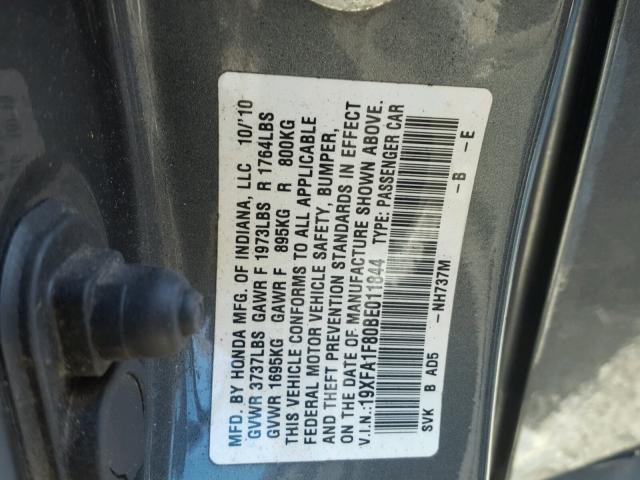 MFD. BY HONDA MFG. OF INDIANA, LLC 10/'10
GVWR 3737LBS GAWR F 1973LBS R 1764LBS
GVWR 1695KG GAWR F 895KG R 800KG
THIS VEHICLE CONFORMS TO ALL APPLICABLE
FEDERAL MOTOR VEHICLE SAFETY, BUMPER,
AND THEFT PREVENTION STANDARDS IN EFFECT
ON THE DATE OF MANUFACTURE SHOWN ABOVE.
V.I.N.:19XFA1F80BE011844 TYPE: PASSENGER CAR
-NH737M -B -E
SVK B AD5